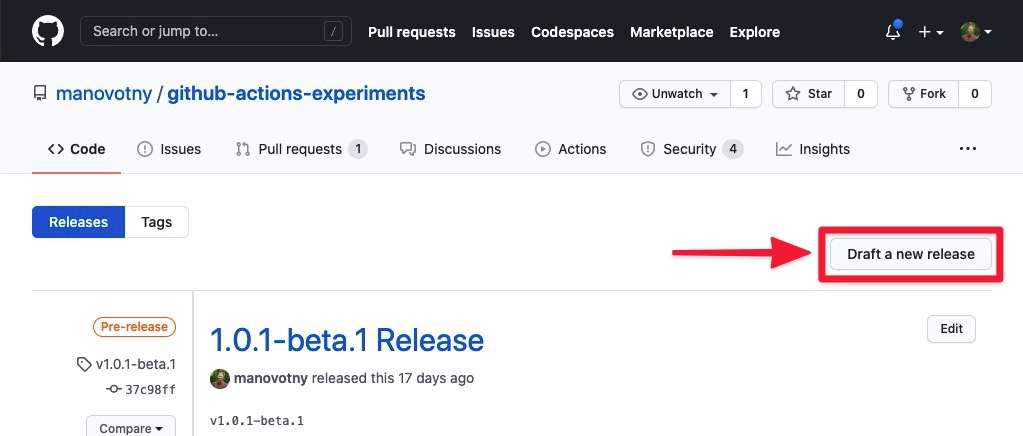 Search or jump to… / Pull requests Issues Codespaces Marketplace Explore
manovotny / github-actions-experiments Unwatch 1 Star 0 Fork 0
Code Issues Pull requests 1 Discussions Actions Security 4 Insights
Releases Tags
Draft a new release
Pre-release
v1.0.1-beta.1
37c98ff
Compare
1.0.1-beta.1 Release
Edit
manovotny released this 17 days ago
v1.0.1-beta.1